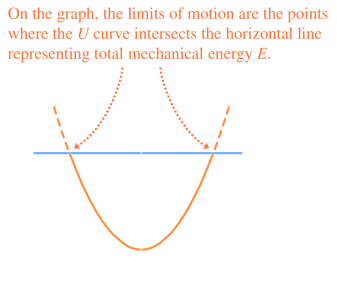 On the graph, the limits of motion are the points
where the U curve intersects the horizontal line
representing total mechanical energy E.